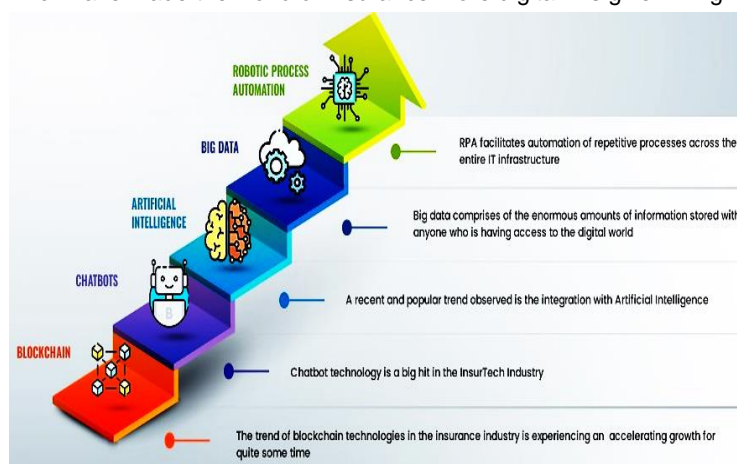 ROBOTIC PROCESS
AUTOMATION
RPA facilitates automation of repetitive processes across the
entire IT infrastructure
BIG DATA
Big data comprises of the enormous amounts of information stored with
anyone who is having access to the digital world
ARTIFICIAL
INTELLIGENCE
A recent and popular trend observed is the integration with Artificial Intelligence
CHATBOTS
B
Chatbot technology is a big hit in the InsurTech Industry
BLOCKCHAIN
The trend of blockchain technologies in the insurance industry is experiencing an accelerating growth for
quite some time